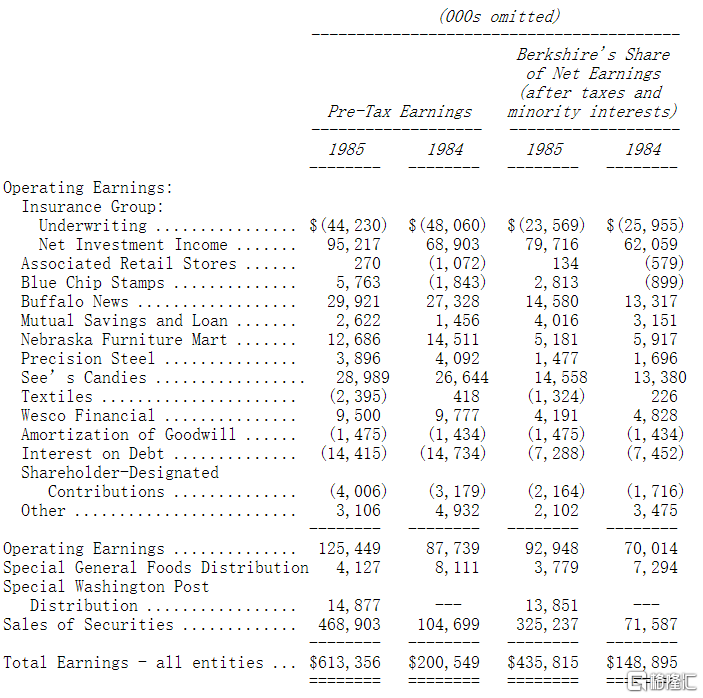 (000s omitted)
Berkshire's Share
of Net Earnings
(after taxes and
Pre-Tax Earnings minority interests)
1985 1984 1985 1984
Operating Earnings:
Insurance Group:
Underwriting ................ $(44,230) $(48,060) $(23,569) $(25,955)
Net Investment Income ....... 95,217 68,903 79,716 62,059
Associated Retail Stores ...... 270 (1,072) 134 (579)
Blue Chip Stamps .............. 5,763 (1,843) 2,813 (899)
Buffalo News .................. 29,921 27,328 14,580 13,317
Mutual Savings and Loan ....... 2,622 1,456 4,016 3,151
Nebraska Furniture Mart ....... 12,686 14,511 5,181 5,917
Precision Steel ............... 3,896 4,092 1,477 1,696
See's Candies ................. 28,989 26,644 14,558 13,380
Textiles ...................... (2,395) 418 (1,324) 226
Wesco Financial ............... 9,500 9,777 4,191 4,828
Amortization of Goodwill ...... (1,475) (1,434) (1,475) (1,434)
Interest on Debt .............. (14,415) (14,734) (7,288) (7,452)
Shareholder-Designated
Contributions .............. (4,006) (3,179) (2,164) (1,716)
Other ......................... 3,106 4,932 2,102 3,475
Operating Earnings .............. 125,449 87,739 92,948 70,014
Special General Foods Distribution 4,127 8,111 3,779 7,294
Special Washington Post
Distribution ................. 14,877 --- 13,851 ---
Sales of Securities ............. 468,903 104,699 325,237 71,587
Total Earnings - all entities ... $613,356 $200,549 $435,815 $148,895
格隆汇